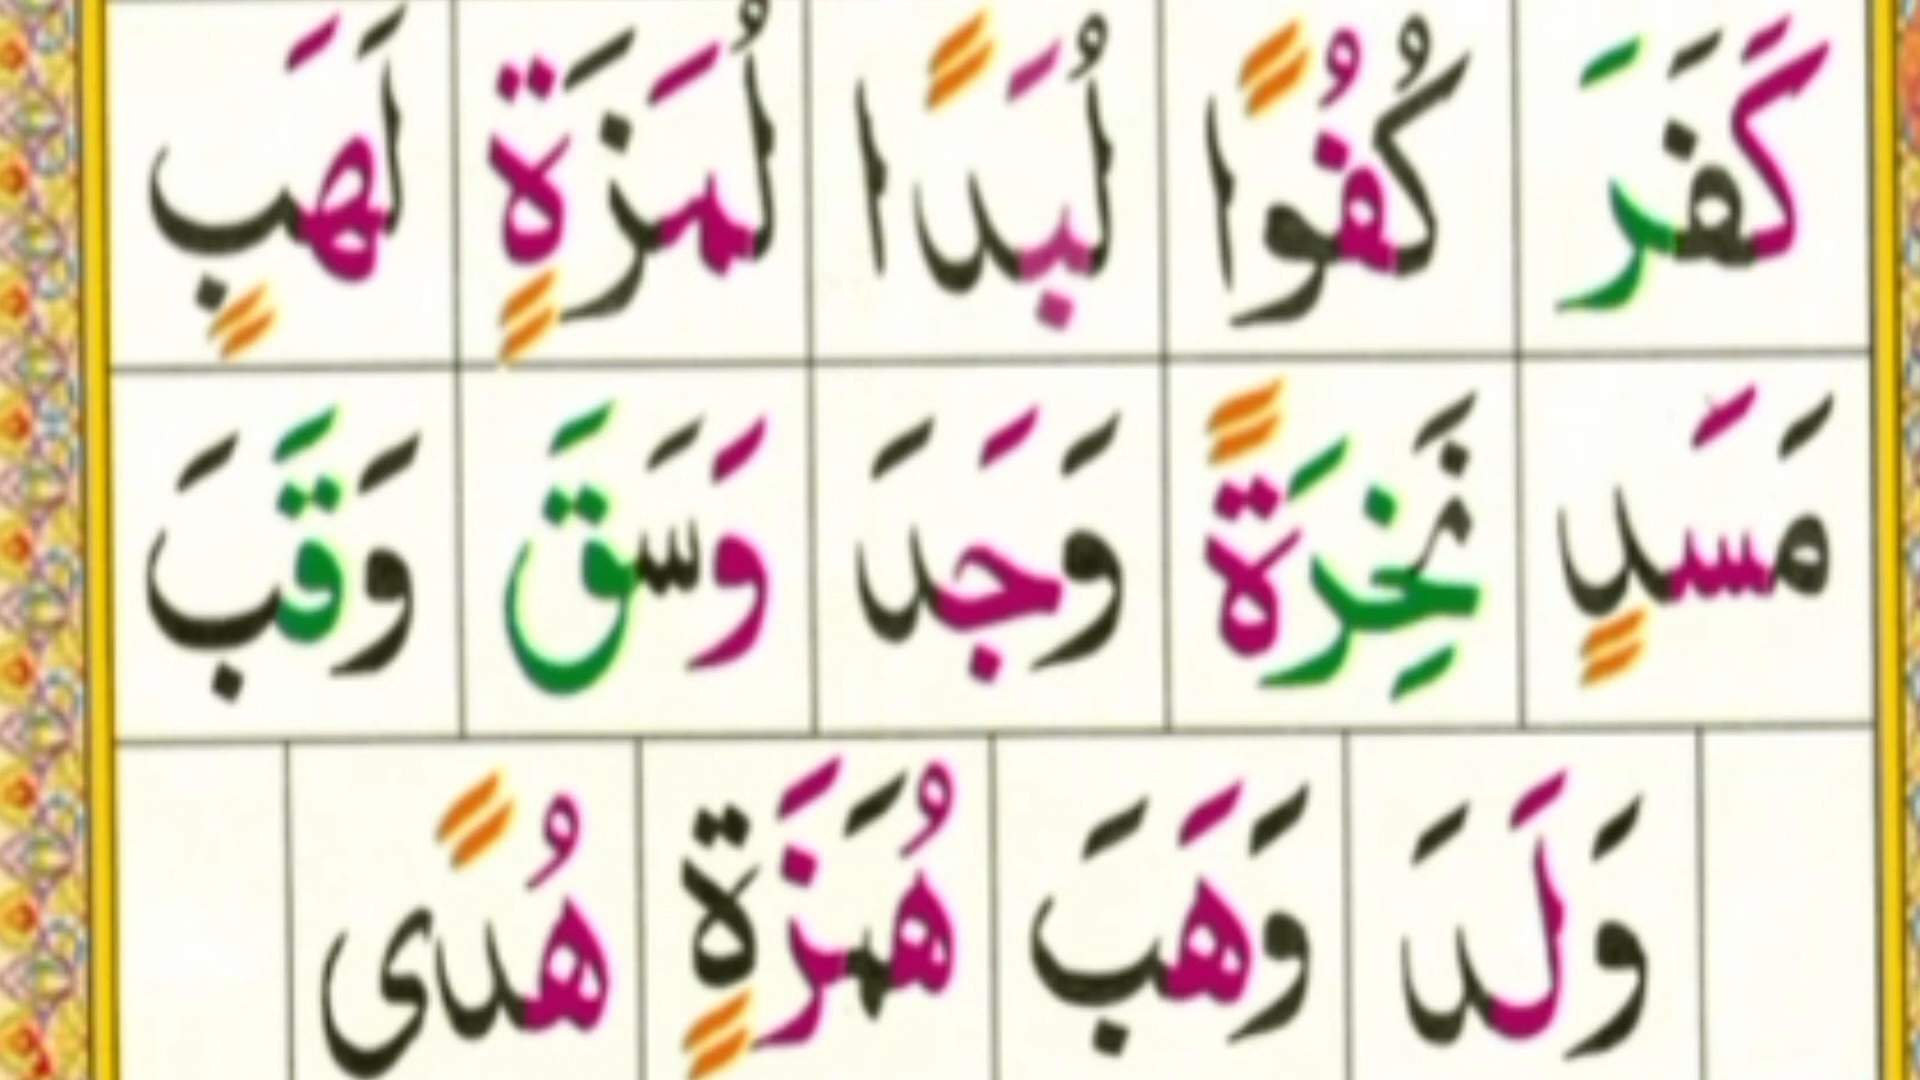 كَفَرَ كُفُوًا لُبَدًا لُمَزَةٍ لَهَبٍ
مَسَدٍ نَخِرَةً وَجَدَ وَسَقَ وَقَبَ
وَلَدَ وَهَبَ هُمَزَةٍ هُدًى